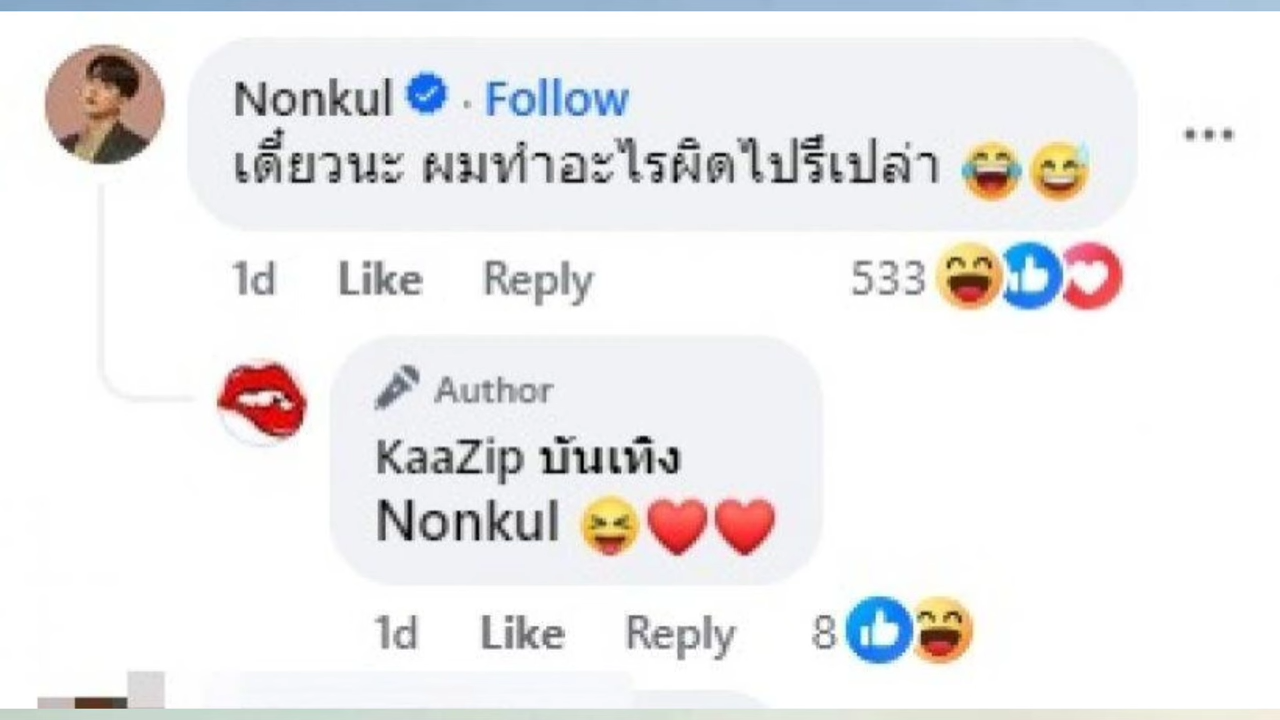 Nonkul · Follow
เดี๋ยวนะ ผมทำอะไรผิดไปรึเปล่า 😂😅
1d Like Reply 533
Author
KaaZip บันเทิง
Nonkul 😝❤️❤️
1d Like Reply 8